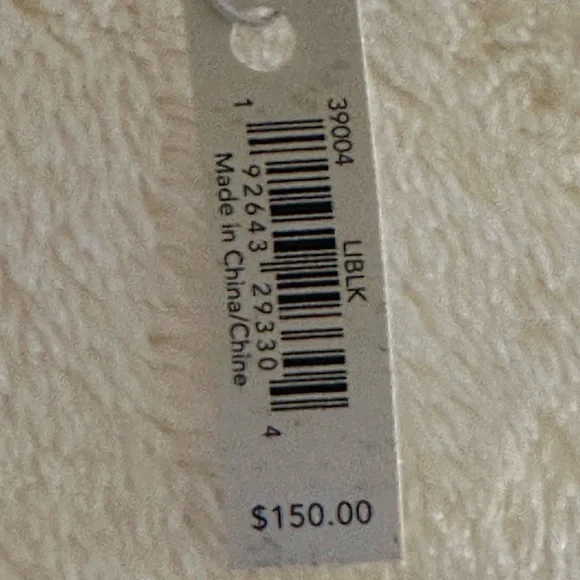 39004 LIBLK
1 92643 29330 4
Made in China/Chine
$150.00